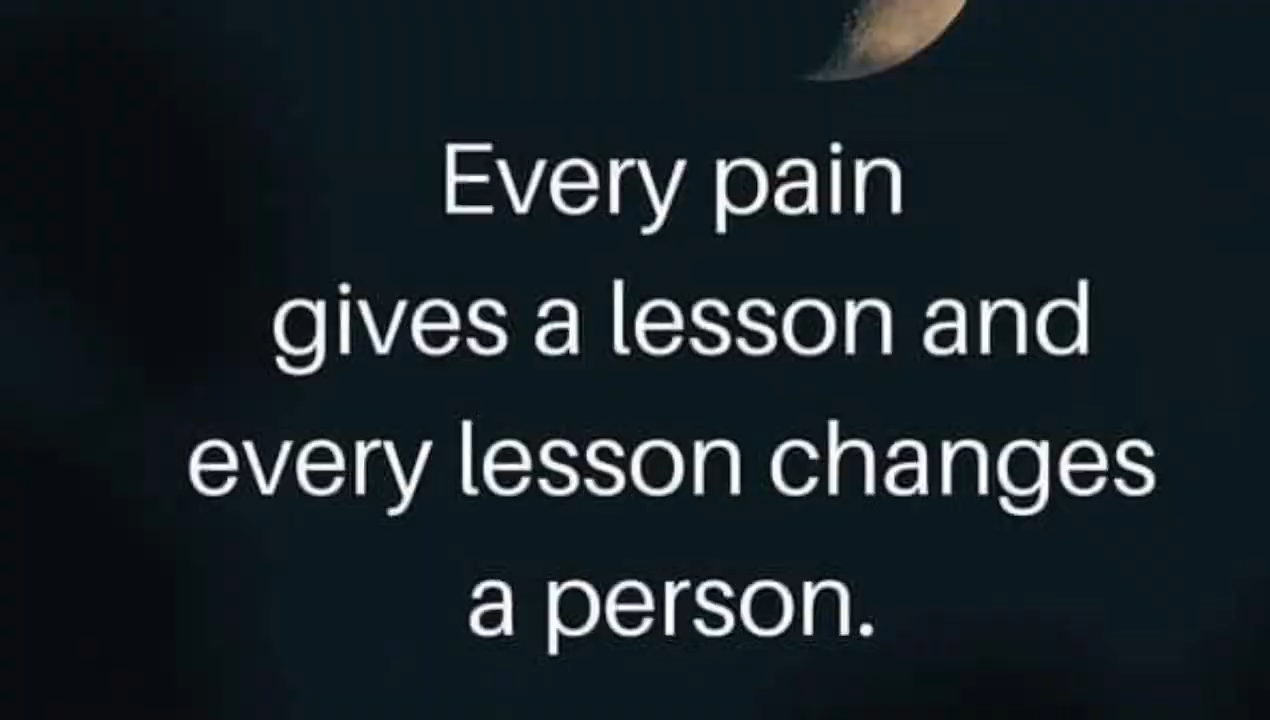 Every pain
gives a lesson and
every lesson changes
a person.